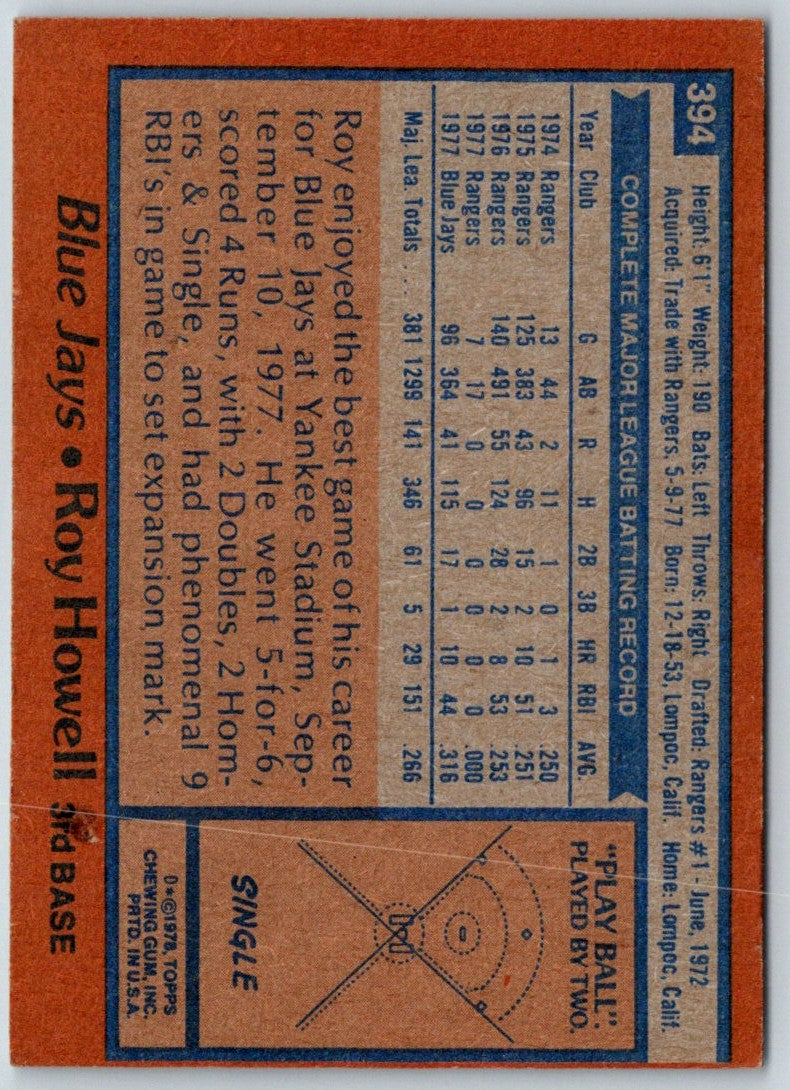 394
Height: 6'1" Weight: 190 Bats: Left Throws: Right Drafted: Rangers #1 - June, 1972
Acquired: Trade with Rangers. 5-9-77 Born: 12-18-53, Lompoc, Calif. Home: Lompoc, Calif.
COMPLETE MAJOR LEAGUE BATTING RECORD
Year Club G AB R H 2B 3B HR RBI AVG
1974 Rangers 13 44 2 11 1 0 1 3 .250
1975 Rangers 125 383 43 96 15 2 10 51 .251
1976 Rangers 140 491 55 124 28 2 8 53 .253
1977 Rangers 7 17 0 0 0 0 0 0 .000
1977 Blue Jays 96 364 41 115 17 1 10 44 .316
Maj. Lea. Totals . . . 381 1299 141 346 61 5 29 151 .266
Roy enjoyed the best game of his career
for Blue Jays at Yankee Stadium, Sep-
tember 10, 1977. He went 5-for-6,
scored 4 Runs, with 2 Doubles, 2 Hom-
ers & Single, and had phenomenal 9
RBI's in game to set expansion mark.
"PLAY BALL".
PLAYED BY TWO.
SINGLE
D*©1978, TOPPS
CHEWING GUM, INC.
PRTD. IN U.S.A.
Blue Jays • Roy Howell 3rd BASE